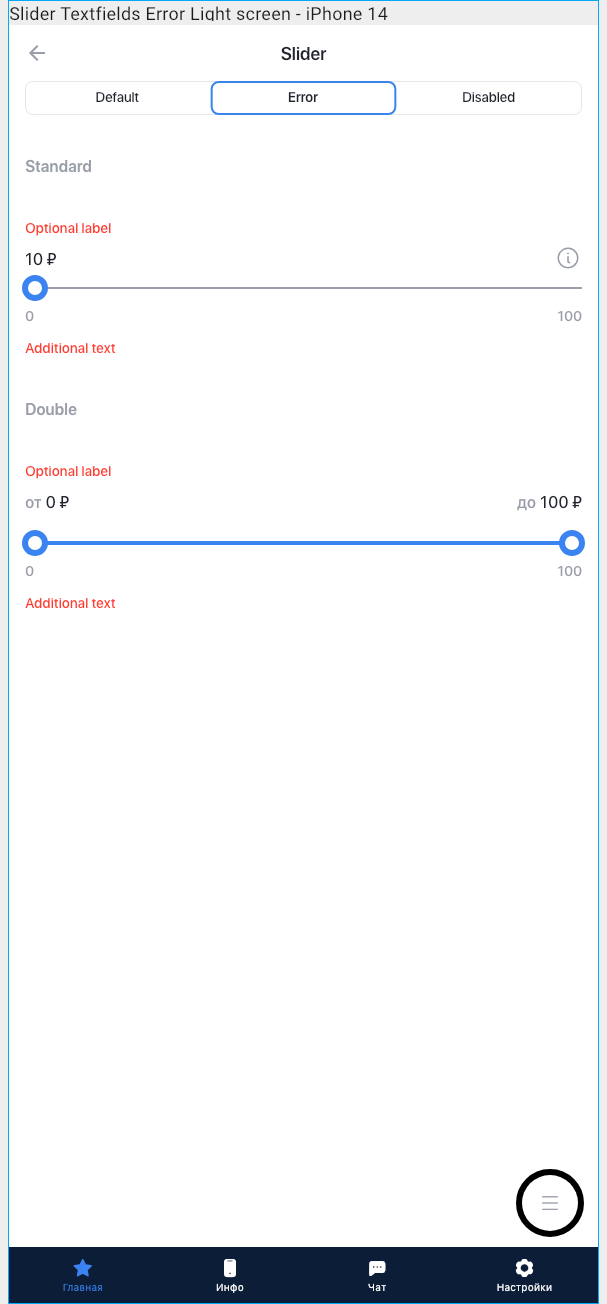 Slider Textfields Error Light screen - iPhone 14
Slider
Default Error Disabled
Standard
Optional label
10 ₽
0 100
Additional text
Double
Optional label
от 0 ₽ до 100 ₽
0 100
Additional text
Главная Инфо Чат Настройки